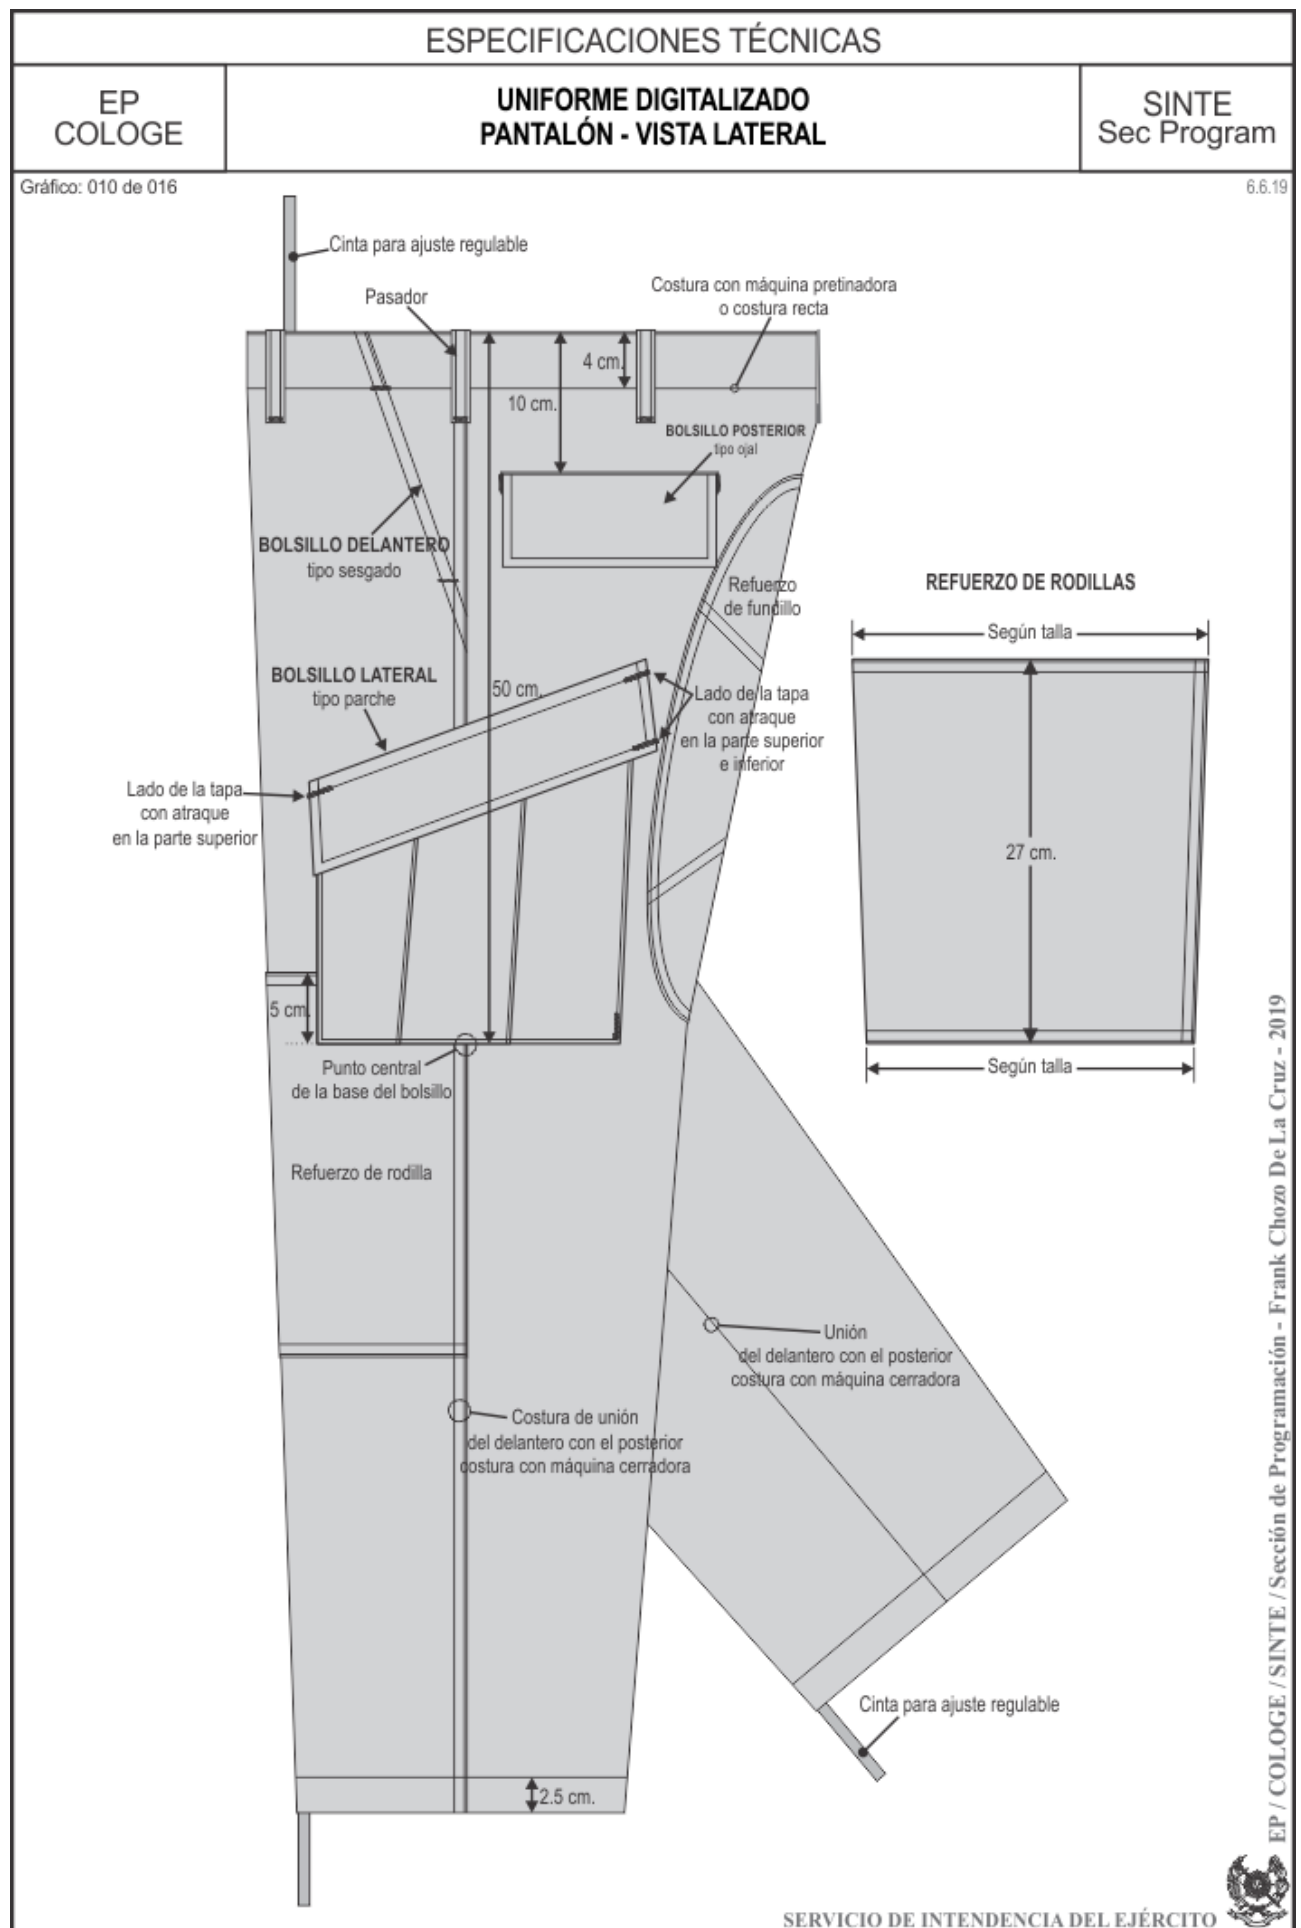 ESPECIFICACIONES TÉCNICAS
EP
COLOGE
UNIFORME DIGITALIZADO
PANTALÓN - VISTA LATERAL
SINTE
Sec Program
Gráfico: 010 de 016
6.6.19
Cinta para ajuste regulable
Pasador
Costura con máquina pretinadora
o costura recta
4 cm.
10 cm.
BOLSILLO POSTERIOR
tipo ojal
BOLSILLO DELANTERO
tipo sesgado
Refuerzo
de fundillo
REFUERZO DE RODILLAS
Según talla
BOLSILLO LATERAL
tipo parche
50 cm.
Lado de la tapa
con atraque
en la parte superior
e inferior
Lado de la tapa
con atraque
en la parte superior
27 cm.
5 cm.
Punto central
de la base del bolsillo
Según talla
Refuerzo de rodilla
Unión
del delantero con el posterior
costura con máquina cerradora
Costura de unión
del delantero con el posterior
costura con máquina cerradora
Cinta para ajuste regulable
2.5 cm.
EP / COLOGE / SINTE / Sección de Programación - Frank Chozo De La Cruz - 2019
SERVICIO DE INTENDENCIA DEL EJÉRCITO